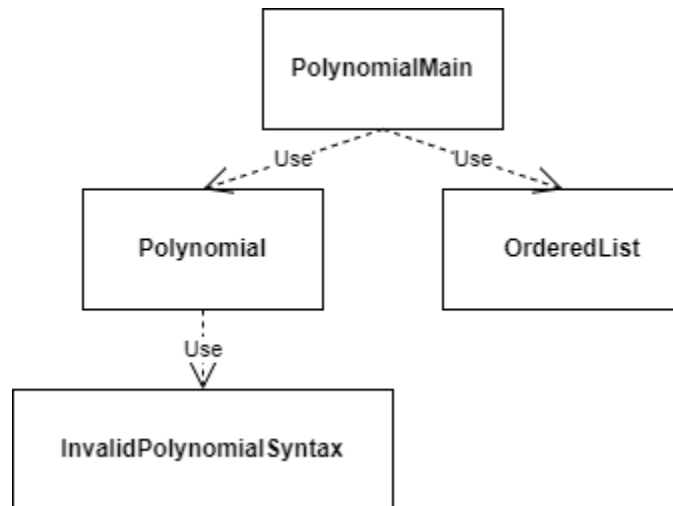 PolynomialMain
Use
Use
Polynomial
OrderedList
Use
InvalidPolynomialSyntax